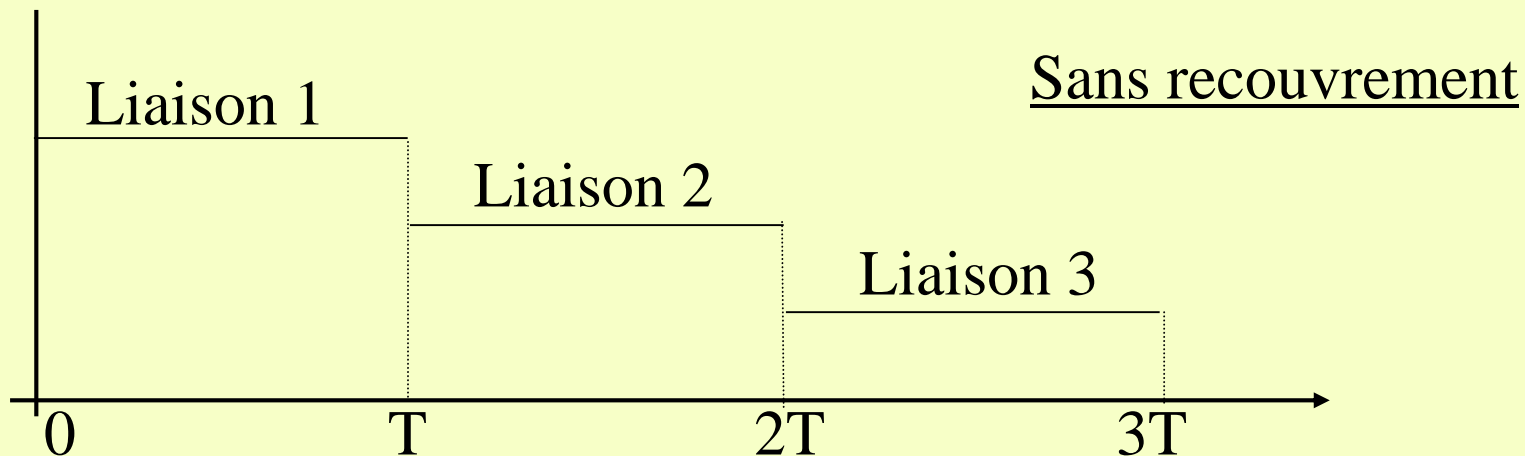 Sans recouvrement
Liaison 1
Liaison 2
Liaison 3
0 T 2T 3T